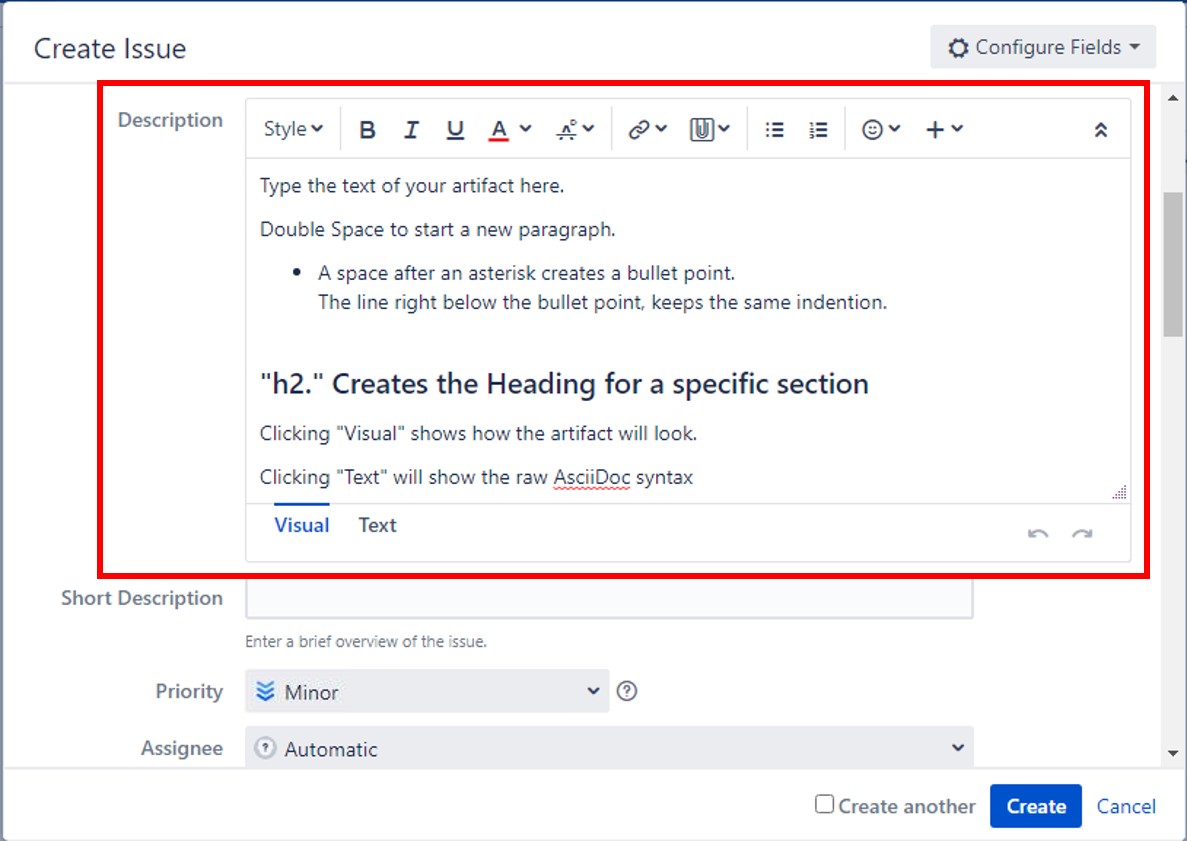 Create Issue
Configure Fields
Description
Style B I U A
Type the text of your artifact here.
Double Space to start a new paragraph.
• A space after an asterisk creates a bullet point.
The line right below the bullet point, keeps the same indention.
"h2." Creates the Heading for a specific section
Clicking "Visual" shows how the artifact will look.
Clicking "Text" will show the raw AsciiDoc syntax
Visual Text
Short Description
Enter a brief overview of the issue.
Priority Minor
Assignee Automatic
Create another Create Cancel